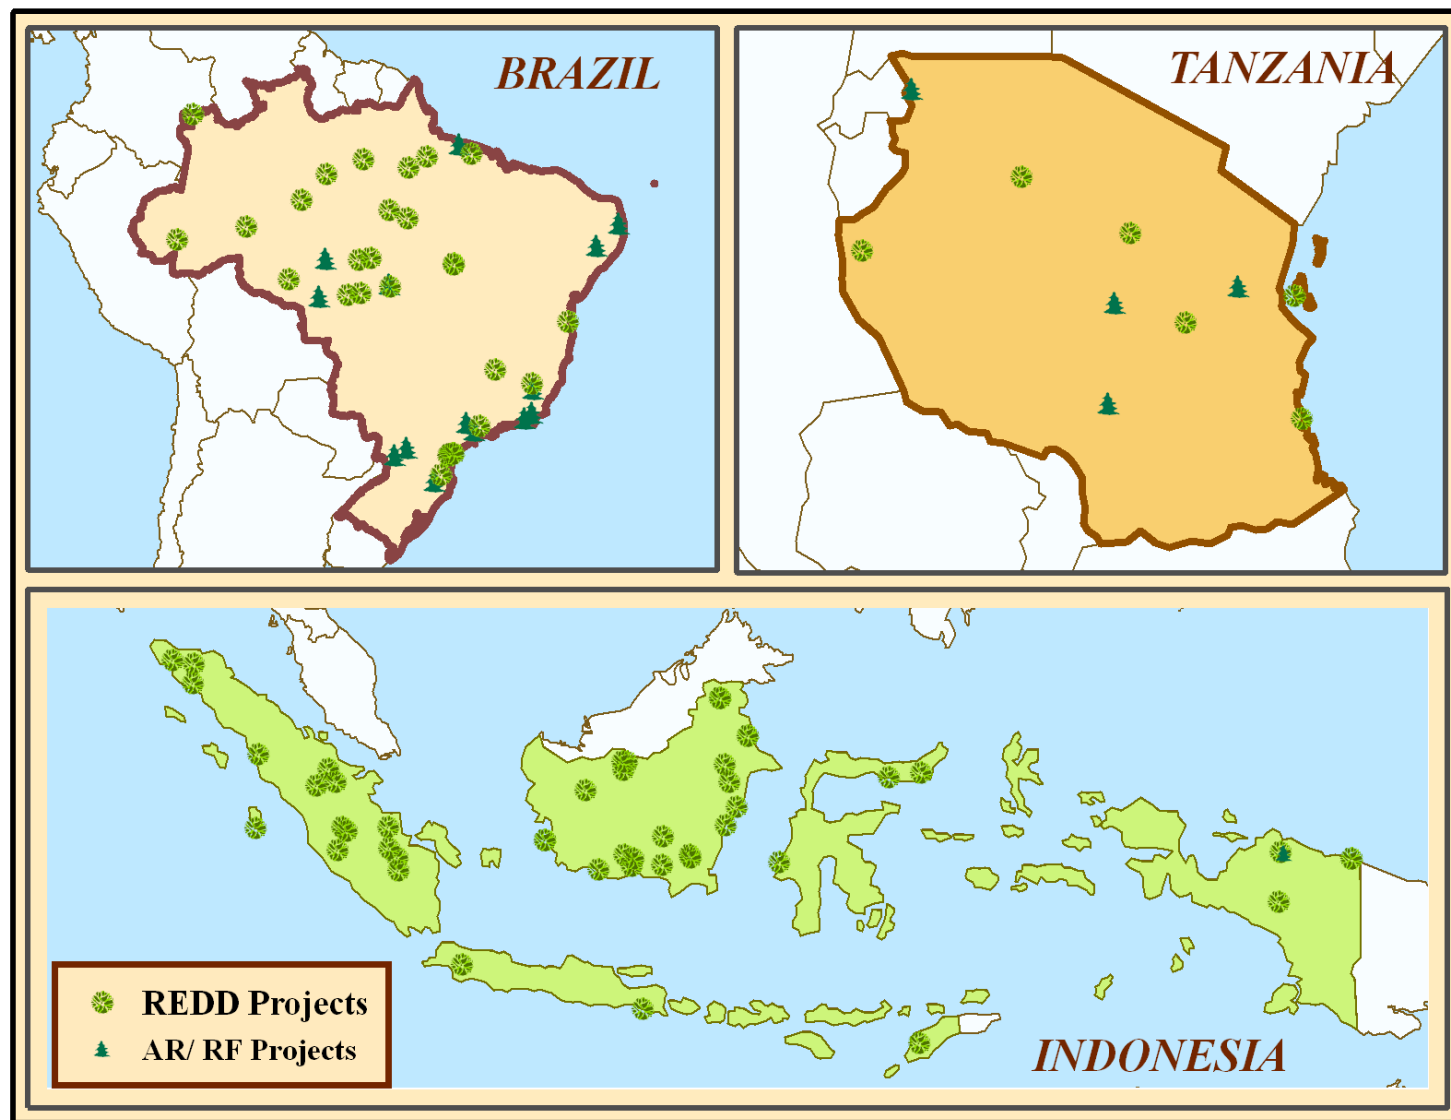 BRAZIL
TANZANIA
REDD Projects
AR/ RF Projects
INDONESIA